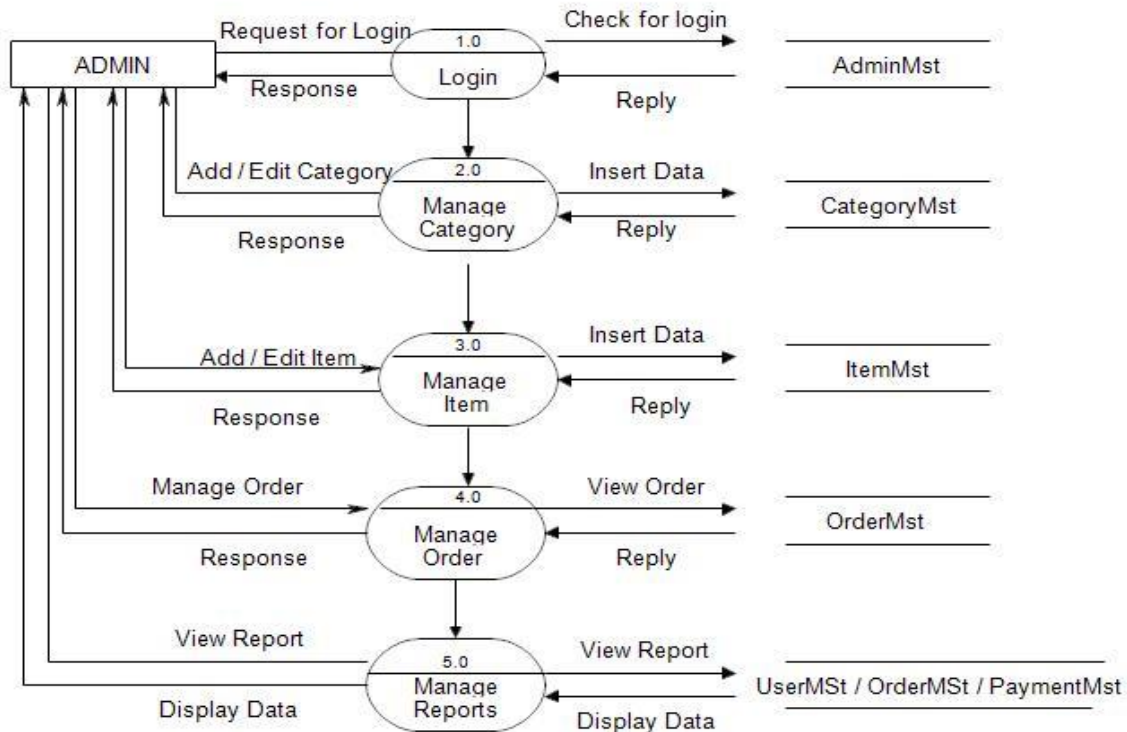 Request for Login
1.0
Check for login
ADMIN
Login
AdminMst
Response
Reply
Add / Edit Category
2.0
Insert Data
Manage
Category
CategoryMst
Response
Reply
Add / Edit Item
3.0
Insert Data
Manage
Item
ItemMst
Response
Reply
Manage Order
4.0
View Order
Manage
Order
OrderMst
Response
Reply
View Report
5.0
View Report
Manage
Reports
UserMSt / OrderMSt / PaymentMst
Display Data
Display Data